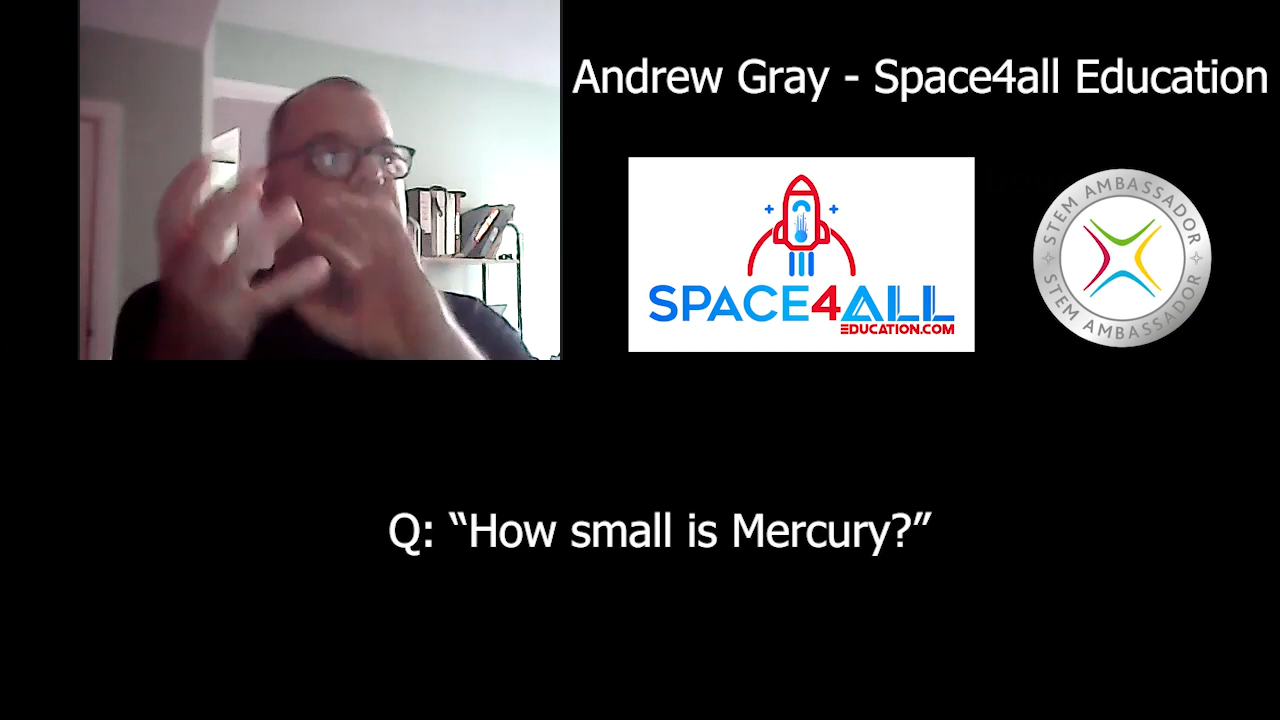 Andrew Gray - Space4all Education
SPACE4ALL
EDUCATION.COM
STEM AMBASSADOR
STEM AMBASSADOR
Q: “How small is Mercury?”